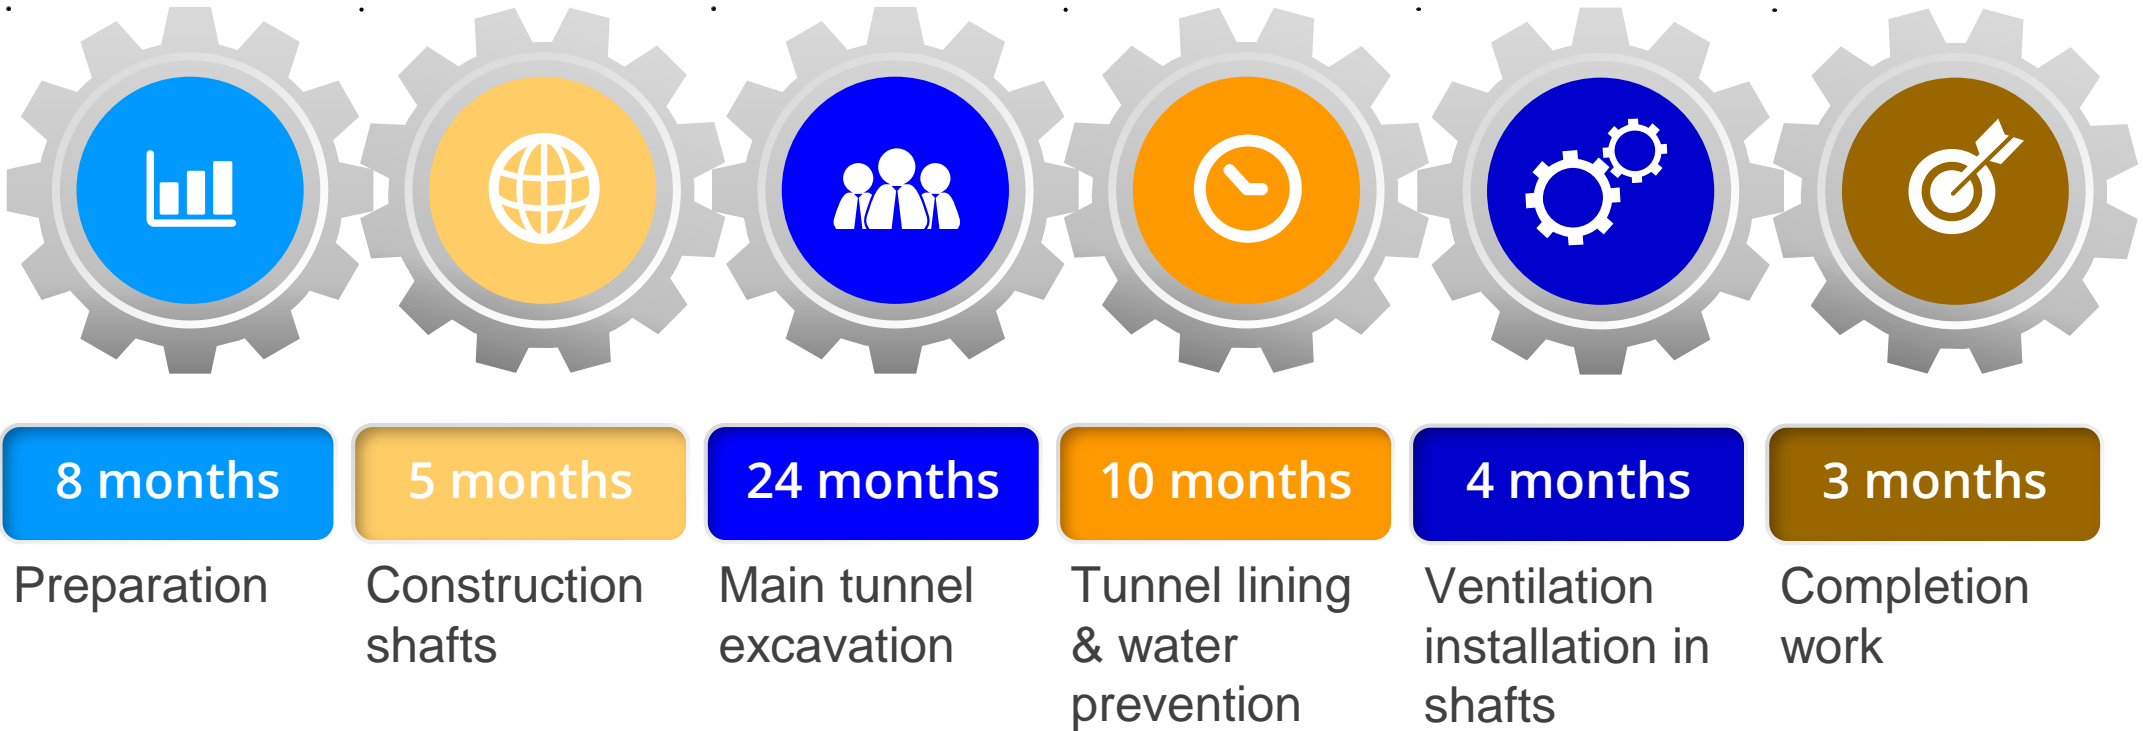 8 months
5 months
24 months
10 months
4 months
3 months
Preparation
Construction
shafts
Main tunnel
excavation
Tunnel lining
& water
prevention
Ventilation
installation in
shafts
Completion
work